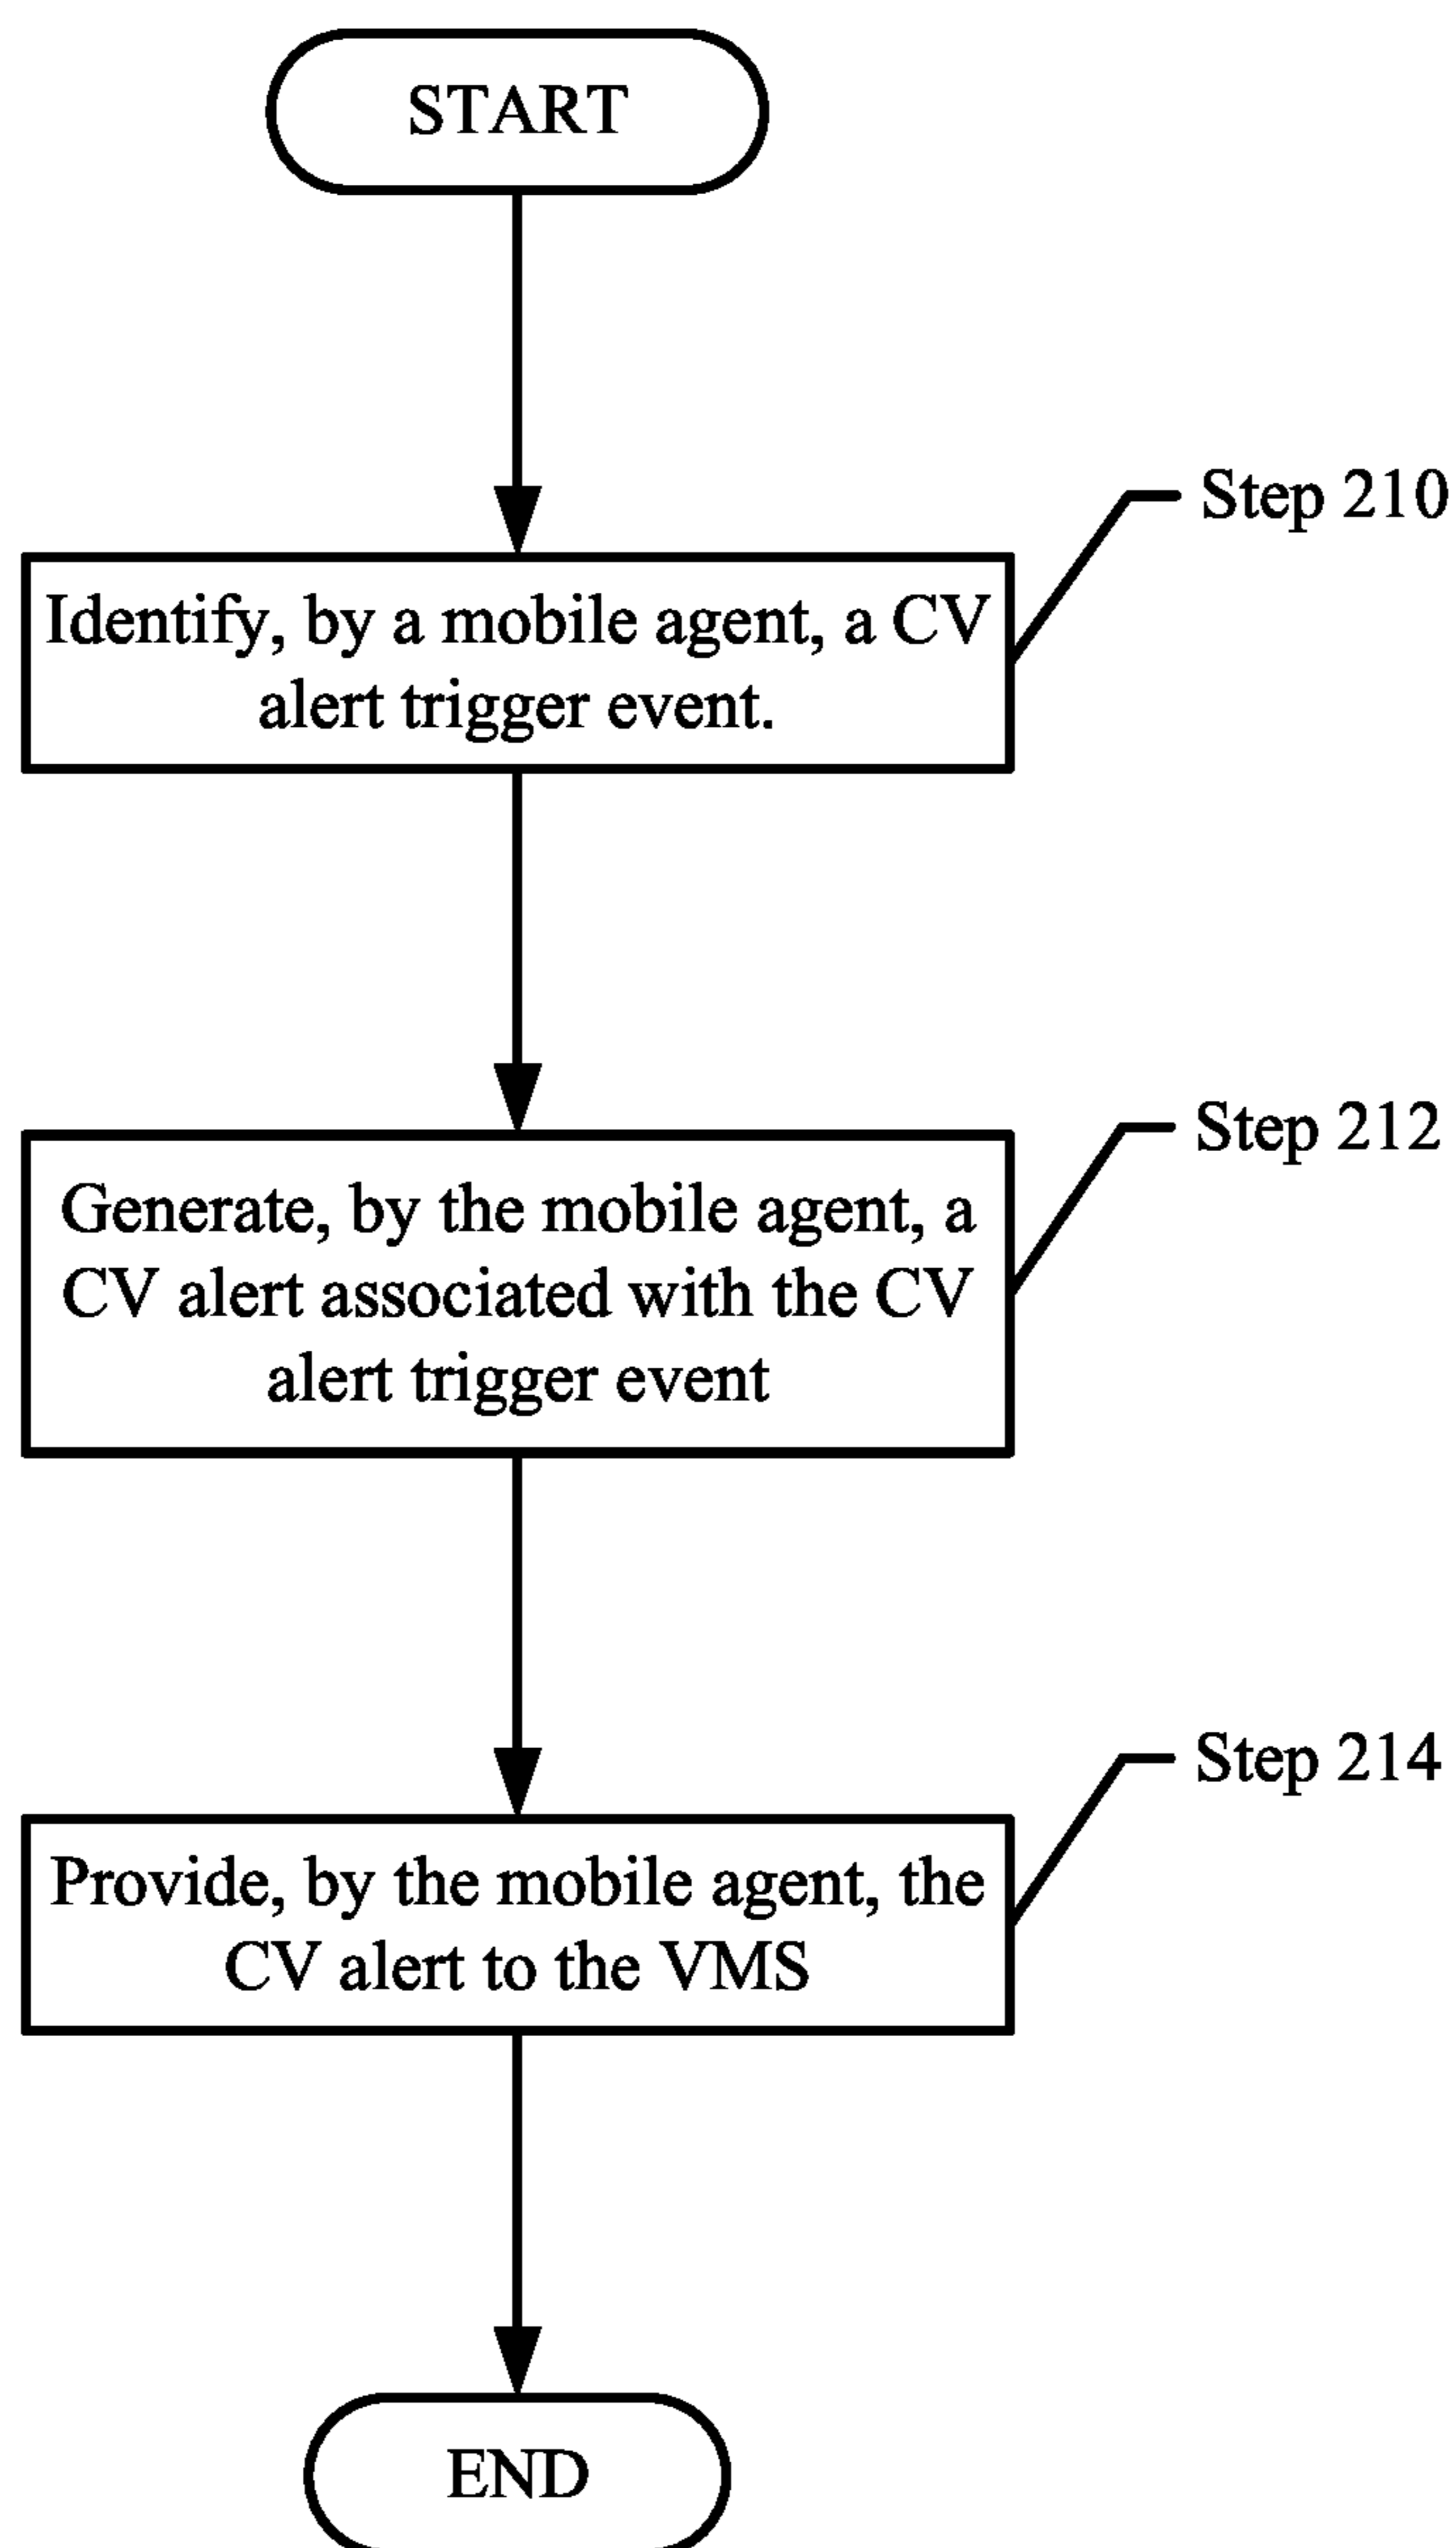 START
Step 210
Identify, by a mobile agent, a CV
alert trigger event.
Step 212
Generate, by the mobile agent, a
CV alert associated with the CV
alert trigger event
Step 214
Provide, by the mobile agent, the
CV alert to the VMS
END